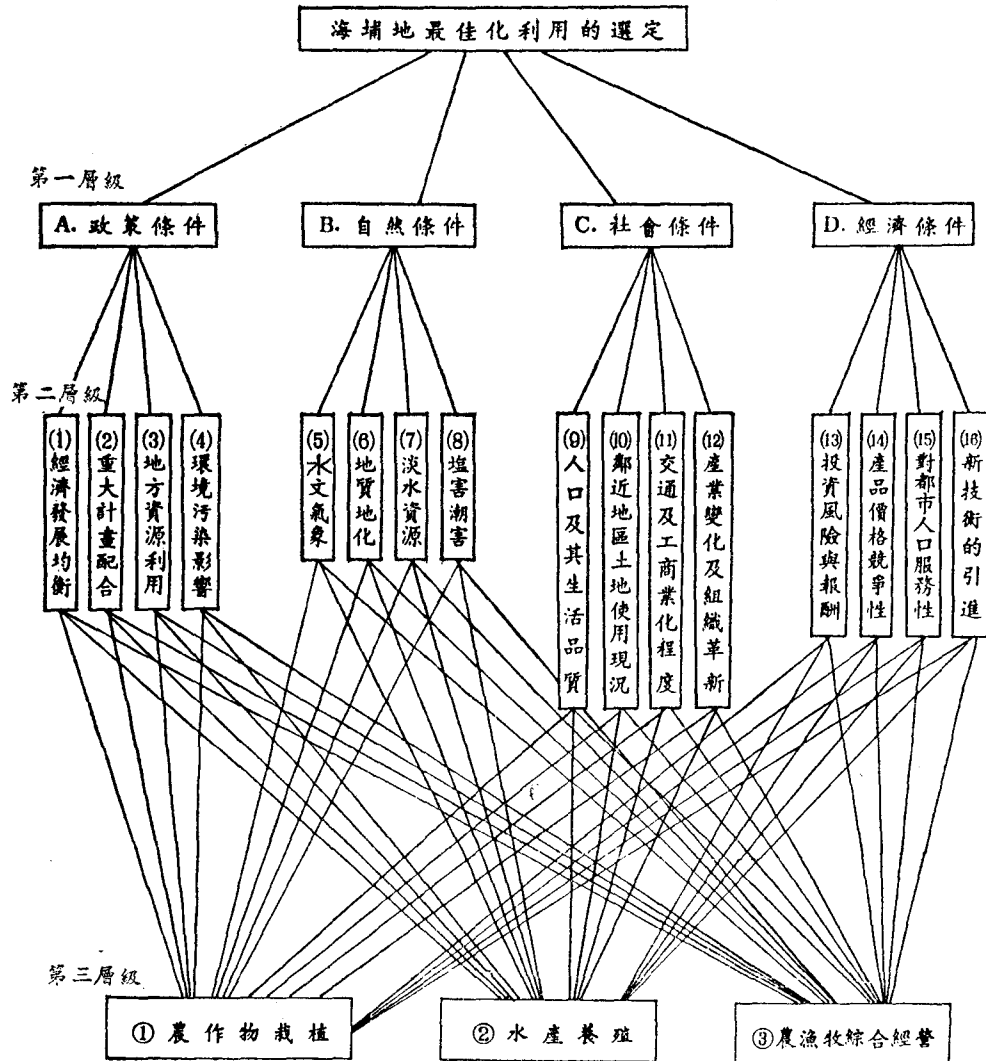 海埔地最佳化利用的選定
第一層級
A. 政策條件
B. 自然條件
C. 社會條件
D. 經濟條件
第二層級
(1)經濟發展均衡
(2)重大計畫配合
(3)地方資源利用
(4)環境污染影響
(5)水文氣象
(6)地質地化
(7)淡水資源
(8)塩害潮害
(9)人口及其生活品質
(10)鄰近地區土地使用現況
(11)交通及工商業化程度
(12)產業變化及組織革新
(13)投資風險與報酬
(14)產品價格競爭性
(15)對都市人口服務性
(16)新技術的引進
第三層級
①農作物栽植
②水產養殖
③農漁牧綜合經營